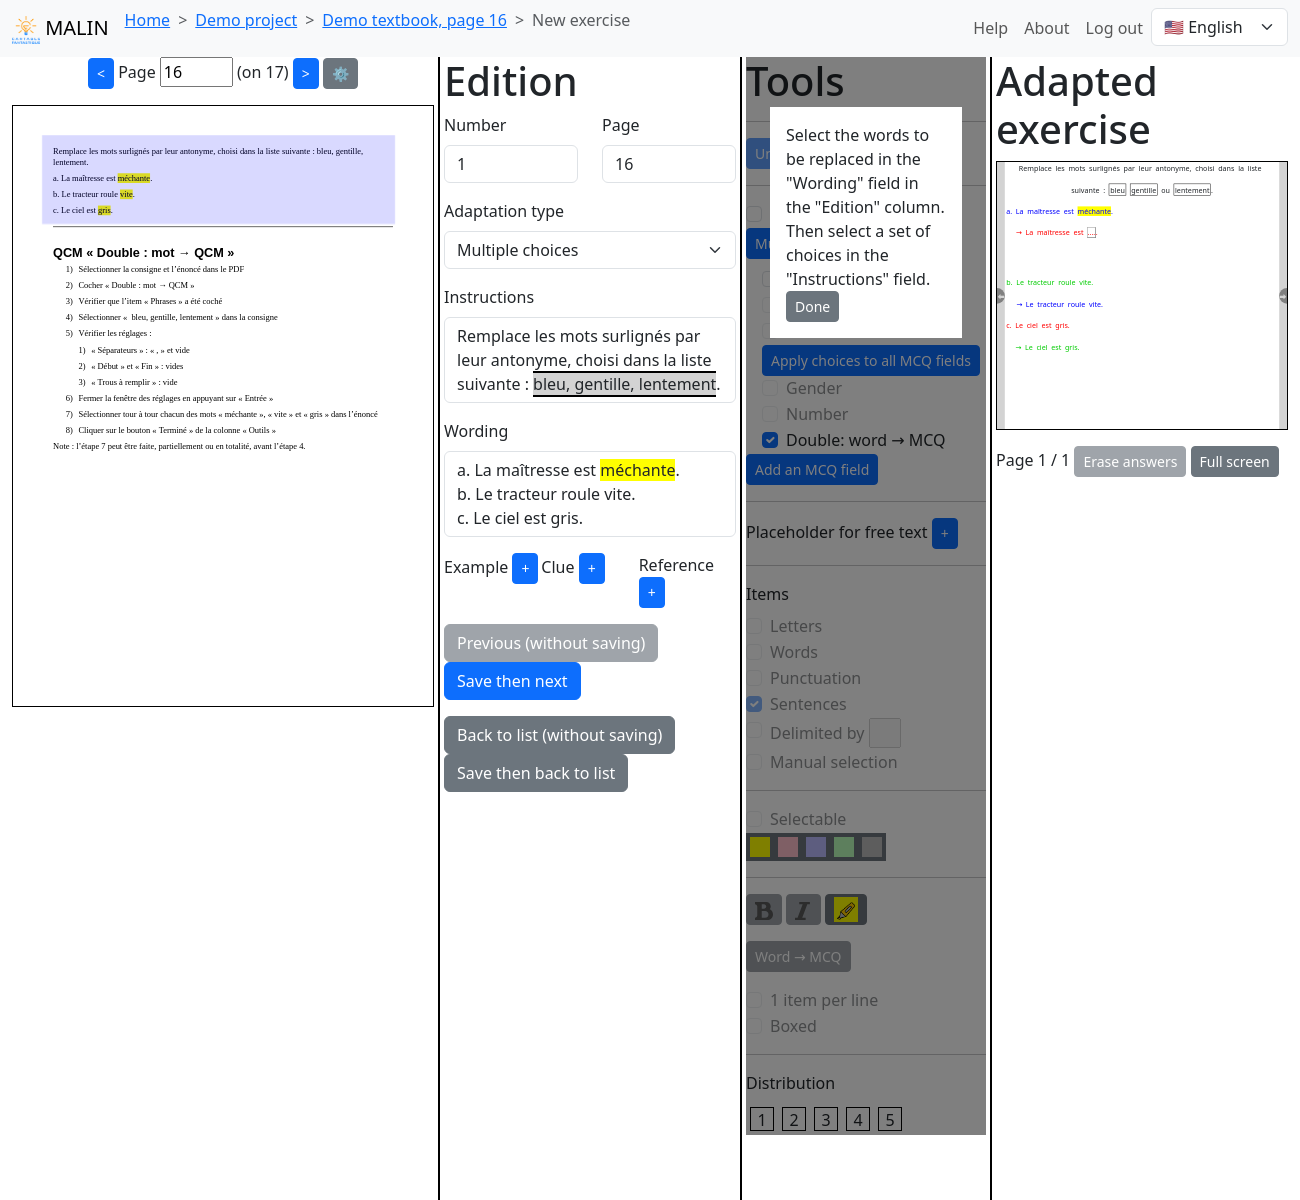 MALIN
Home > Demo project > Demo textbook, page 16 > New exercise
Help About Log out 🇺🇸 English
< Page 16 (on 17) > ⚙️
Remplace les mots surlignés par leur antonyme, choisi dans la liste suivante : bleu, gentille,
lentement.
a. La maîtresse est méchante.
b. Le tracteur roule vite.
c. Le ciel est gris.
QCM « Double : mot → QCM »
1) Sélectionner la consigne et l'énoncé dans le PDF
2) Cocher « Double : mot → QCM »
3) Vérifier que l'item « Phrases » a été coché
4) Sélectionner « bleu, gentille, lentement » dans la consigne
5) Vérifier les réglages :
1) « Séparateurs » : « , » et vide
2) « Début » et « Fin » : vides
3) « Trous à remplir » : vide
6) Fermer la fenêtre des réglages en appuyant sur « Entrée »
7) Sélectionner tour à tour chacun des mots « méchante », « vite » et « gris » dans l'énoncé
8) Cliquer sur le bouton « Terminé » de la colonne « Outils »
Note : l'étape 7 peut être faite, partiellement ou en totalité, avant l'étape 4.
Edition
Number Page
1 16
Adaptation type
Multiple choices
Instructions
Remplace les mots surlignés par
leur antonyme, choisi dans la liste
suivante : bleu, gentille, lentement.
Wording
a. La maîtresse est méchante.
b. Le tracteur roule vite.
c. Le ciel est gris.
Example + Clue + Reference
+
Previous (without saving)
Save then next
Back to list (without saving)
Save then back to list
Tools
Select the words to
be replaced in the
"Wording" field in
the "Edition" column.
Then select a set of
choices in the
"Instructions" field.
Done
Apply choices to all MCQ fields
Gender
Number
Double: word → MCQ
Add an MCQ field
Placeholder for free text +
Items
Letters
Words
Punctuation
Sentences
Delimited by
Manual selection
Selectable
B I
Word → MCQ
1 item per line
Boxed
Distribution
1 2 3 4 5
Adapted
exercise
Remplace les mots surlignés par leur antonyme, choisi dans la liste
suivante : bleu gentille ou lentement.
a. La maîtresse est méchante.
→ La maîtresse est ....
b. Le tracteur roule vite.
→ Le tracteur roule vite.
c. Le ciel est gris.
→ Le ciel est gris.
Page 1 / 1 Erase answers Full screen